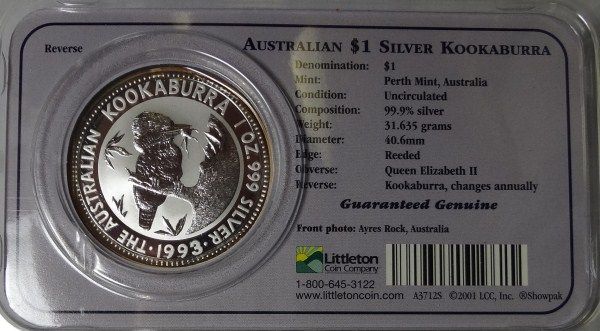 Reverse
AUSTRALIAN $1 SILVER KOOKABURRA
Denomination: $1
Mint: Perth Mint, Australia
Condition: Uncirculated
Composition: 99.9% silver
Weight: 31.635 grams
Diameter: 40.6mm
Edge: Reeded
Obverse: Queen Elizabeth II
Reverse: Kookaburra, changes annually
Guaranteed Genuine
Front photo: Ayres Rock, Australia
Littleton
Coin Company
1-800-645-3122
www.littletoncoin.com A3712S ©2001 LCC, Inc. ®Showpak
THE AUSTRALIAN KOOKABURRA
1 OZ. 999 SILVER · 1993 ·